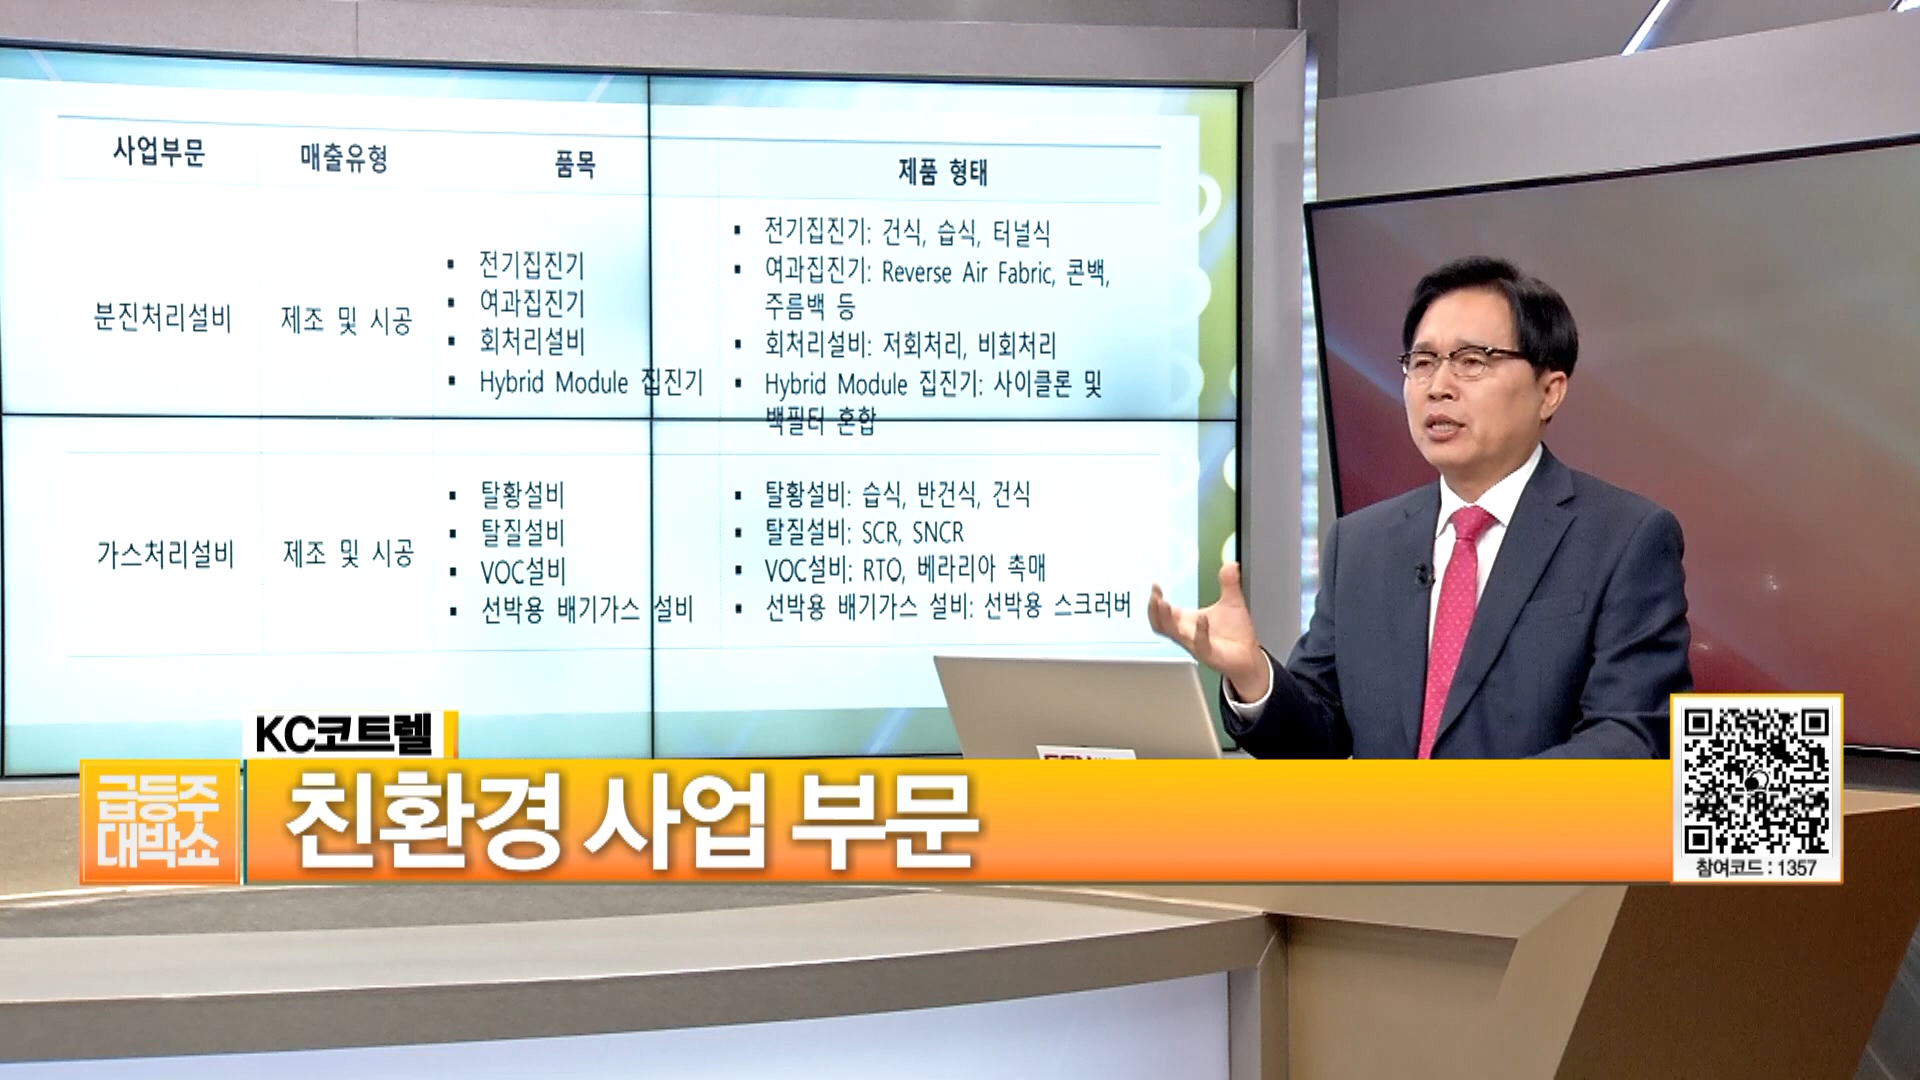 사업부문 매출유형 품목 제품 형태
분진처리설비 제조 및 시공
▪ 전기집진기
▪ 여과집진기
▪ 회처리설비
▪ Hybrid Module 집진기
▪ 전기집진기: 건식, 습식, 터널식
▪ 여과집진기: Reverse Air Fabric, 콘백,
주름백 등
▪ 회처리설비: 저회처리, 비회처리
▪ Hybrid Module 집진기: 사이클론 및
백필터 혼합
가스처리설비 제조 및 시공
▪ 탈황설비
▪ 탈질설비
▪ VOC설비
▪ 선박용 배기가스 설비
▪ 탈황설비: 습식, 반건식, 건식
▪ 탈질설비: SCR, SNCR
▪ VOC설비: RTO, 베라리아 촉매
▪ 선박용 배기가스 설비: 선박용 스크러버
KC코트렐
급등주
대박쇼
친환경 사업 부문
참여코드 : 1357